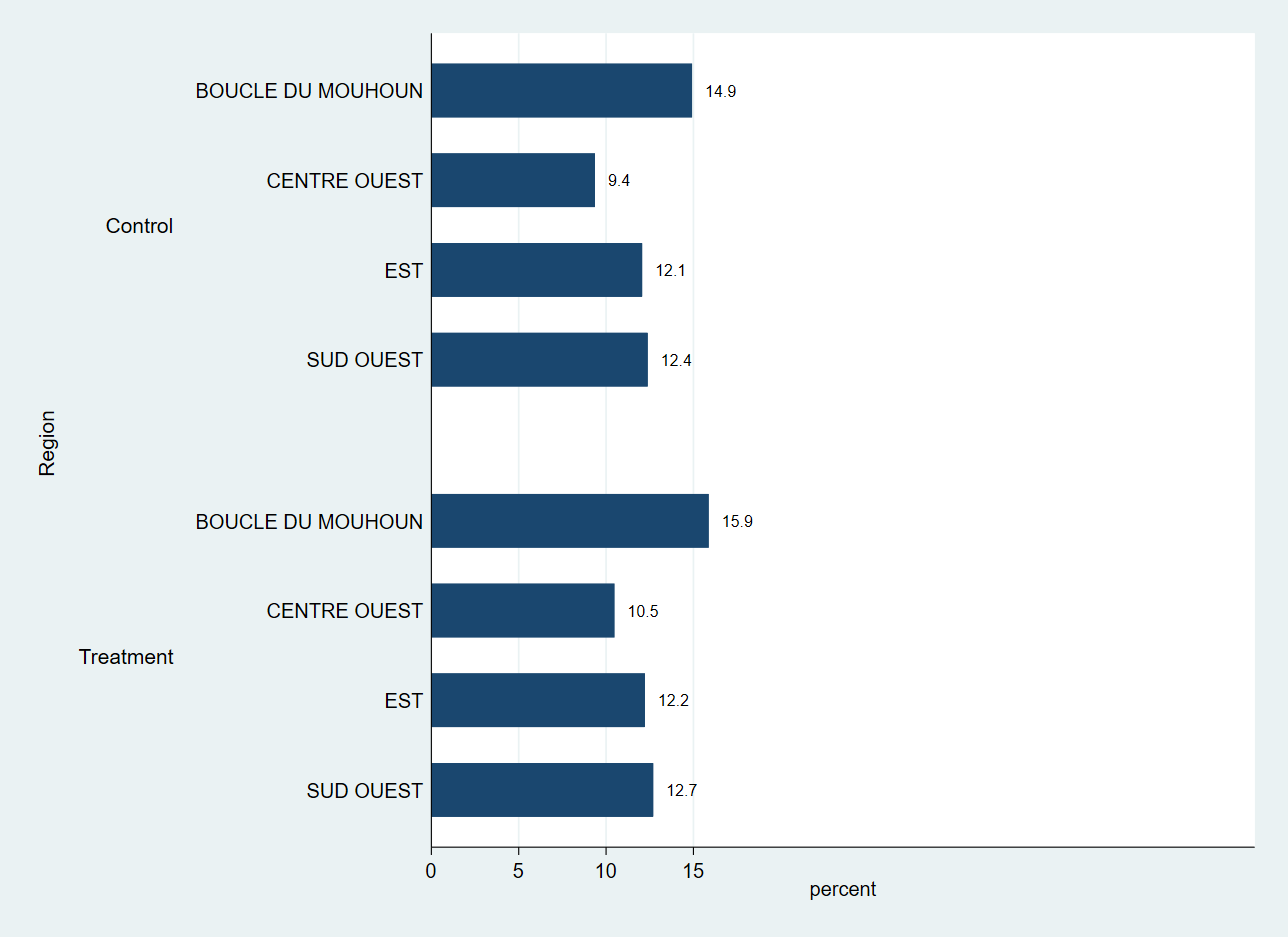 BOUCLE DU MOUHOUN 14.9
CENTRE OUEST 9.4
Control
EST 12.1
SUD OUEST 12.4
Region
BOUCLE DU MOUHOUN 15.9
CENTRE OUEST 10.5
Treatment
EST 12.2
SUD OUEST 12.7
0 5 10 15
percent